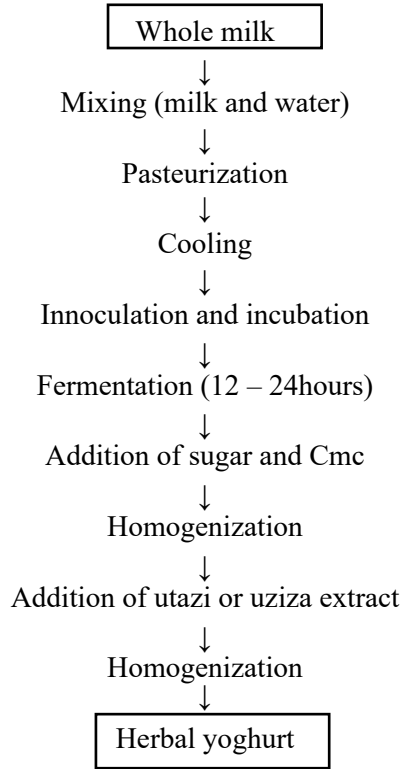 Whole milk
↓
Mixing (milk and water)
↓
Pasteurization
↓
Cooling
↓
Innoculation and incubation
↓
Fermentation (12 – 24hours)
↓
Addition of sugar and Cmc
↓
Homogenization
↓
Addition of utazi or uziza extract
↓
Homogenization
↓
Herbal yoghurt